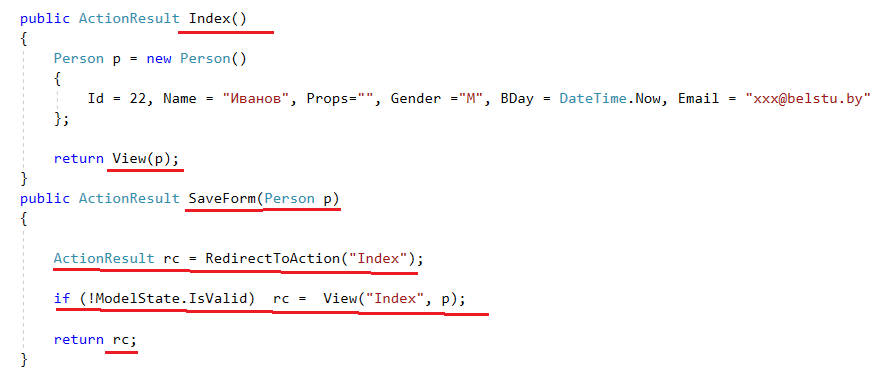 public ActionResult Index()
{
Person p = new Person()
{
Id = 22, Name = "Иванов", Props="", Gender ="M", BDay = DateTime.Now, Email = "xxx@belstu.by"
};
return View(p);
}
public ActionResult SaveForm(Person p)
{
ActionResult rc = RedirectToAction("Index");
if (!ModelState.IsValid)  rc =  View("Index", p);
return rc;
}